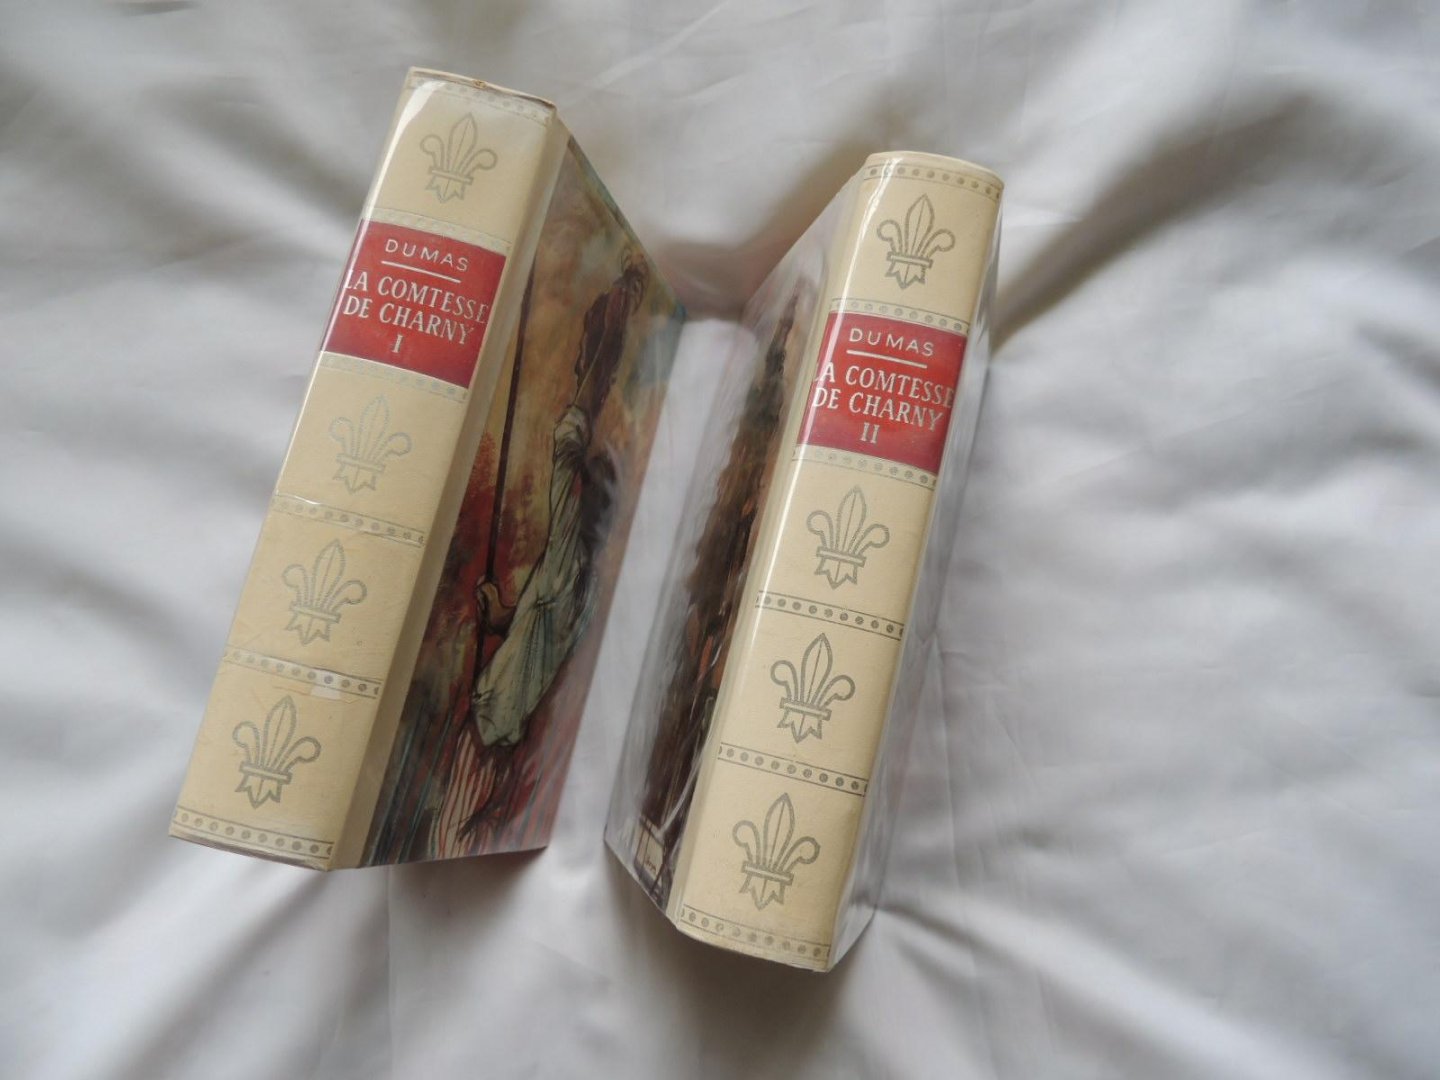 DUMAS
LA COMTESSE
DE CHARNY
I
DUMAS
LA COMTESSE
DE CHARNY
II